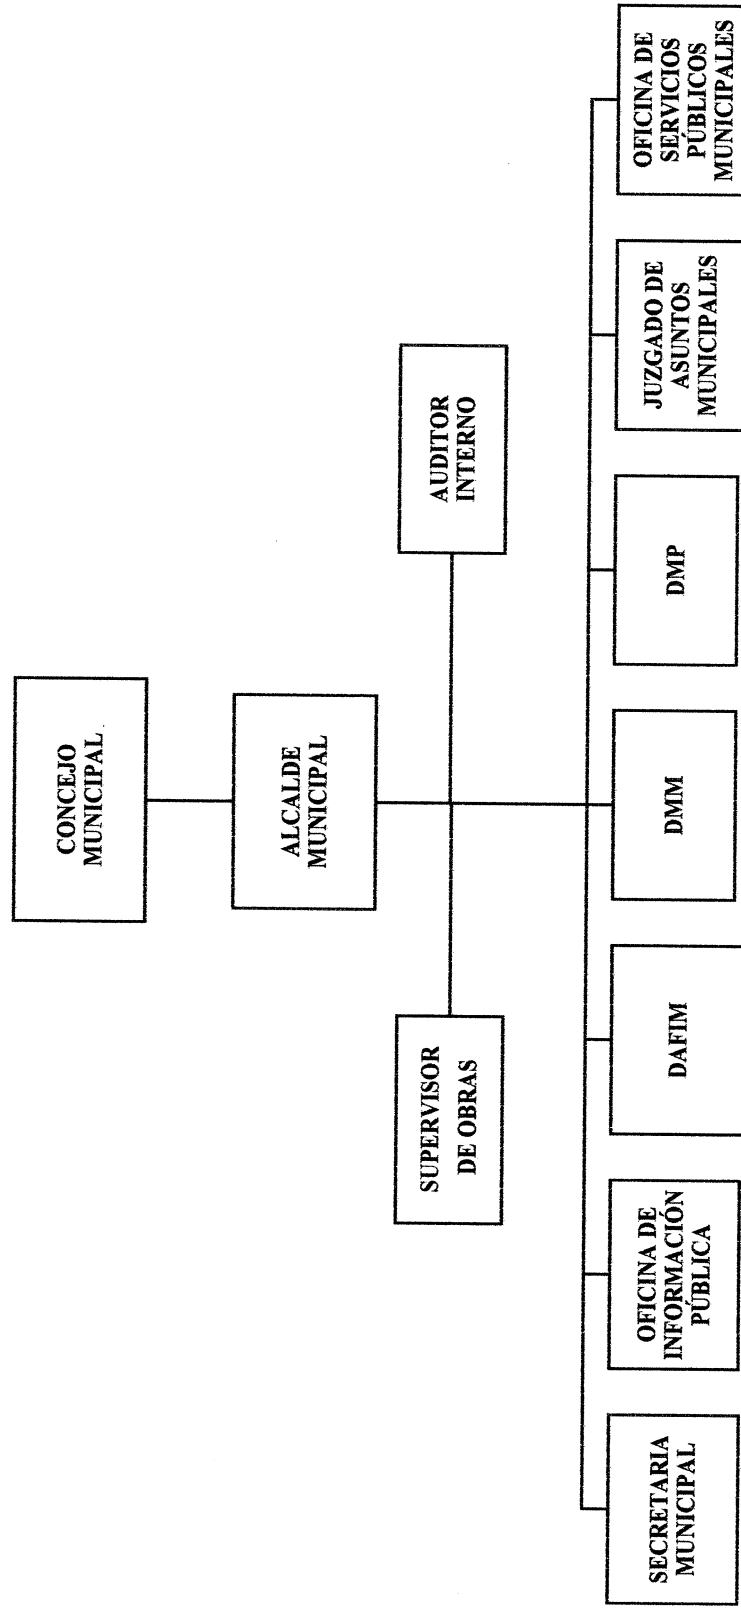 CONCEJO
MUNICIPAL
ALCALDE
MUNICIPAL
SUPERVISOR
DE OBRAS
AUDITOR
INTERNO
SECRETARIA
MUNICIPAL
OFICINA DE
INFORMACIÓN
PÚBLICA
DAFIM
DMM
DMP
JUZGADO DE
ASUNTOS
MUNICIPALES
OFICINA DE
SERVICIOS
PÚBLICOS
MUNICIPALES